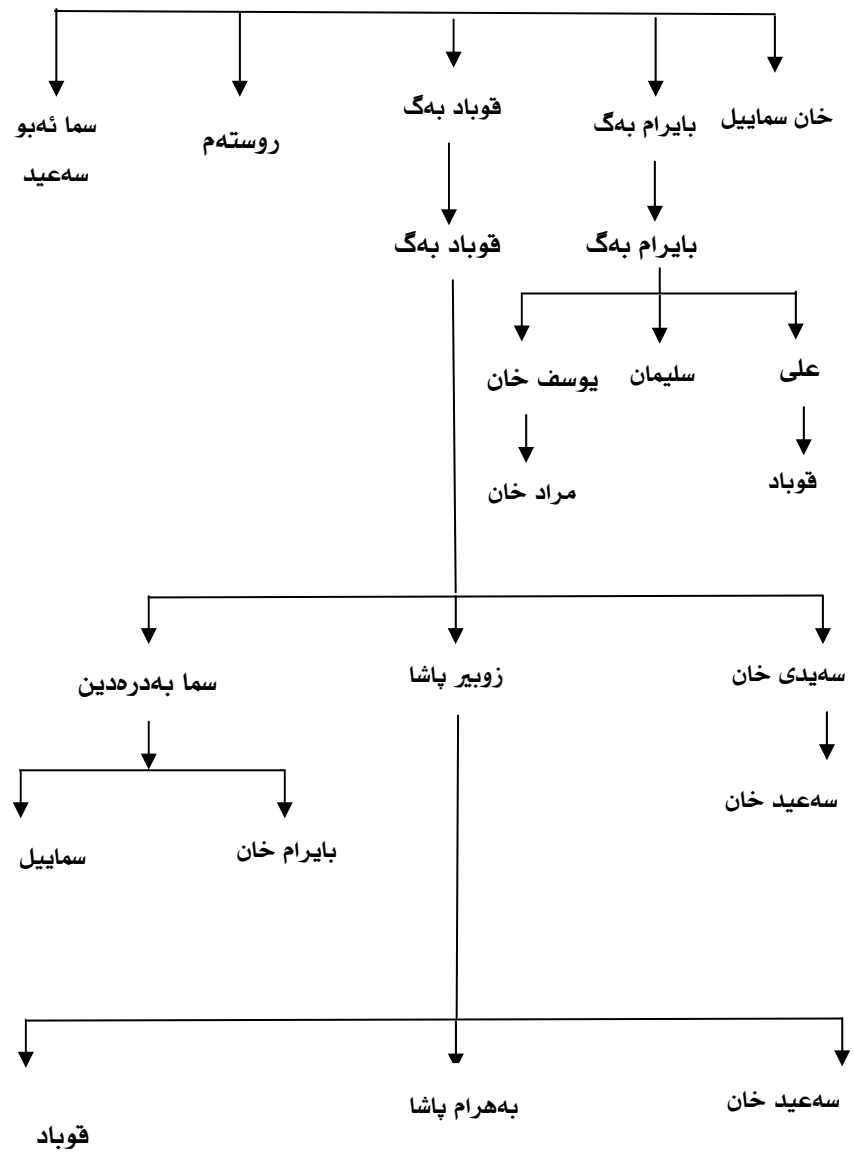 خان سماییل
بایرام بەگ
قوباد بەگ
روستەم
سما ئەبو
سەعید
بایرام بەگ
قوباد بەگ
علی
سلیمان
یوسف خان
قوباد
مراد خان
سەیدی خان
زوبیر پاشا
سما بەدرەدین
سەعید خان
بایرام خان
سماییل
سەعید خان
بەهرام پاشا
قوباد